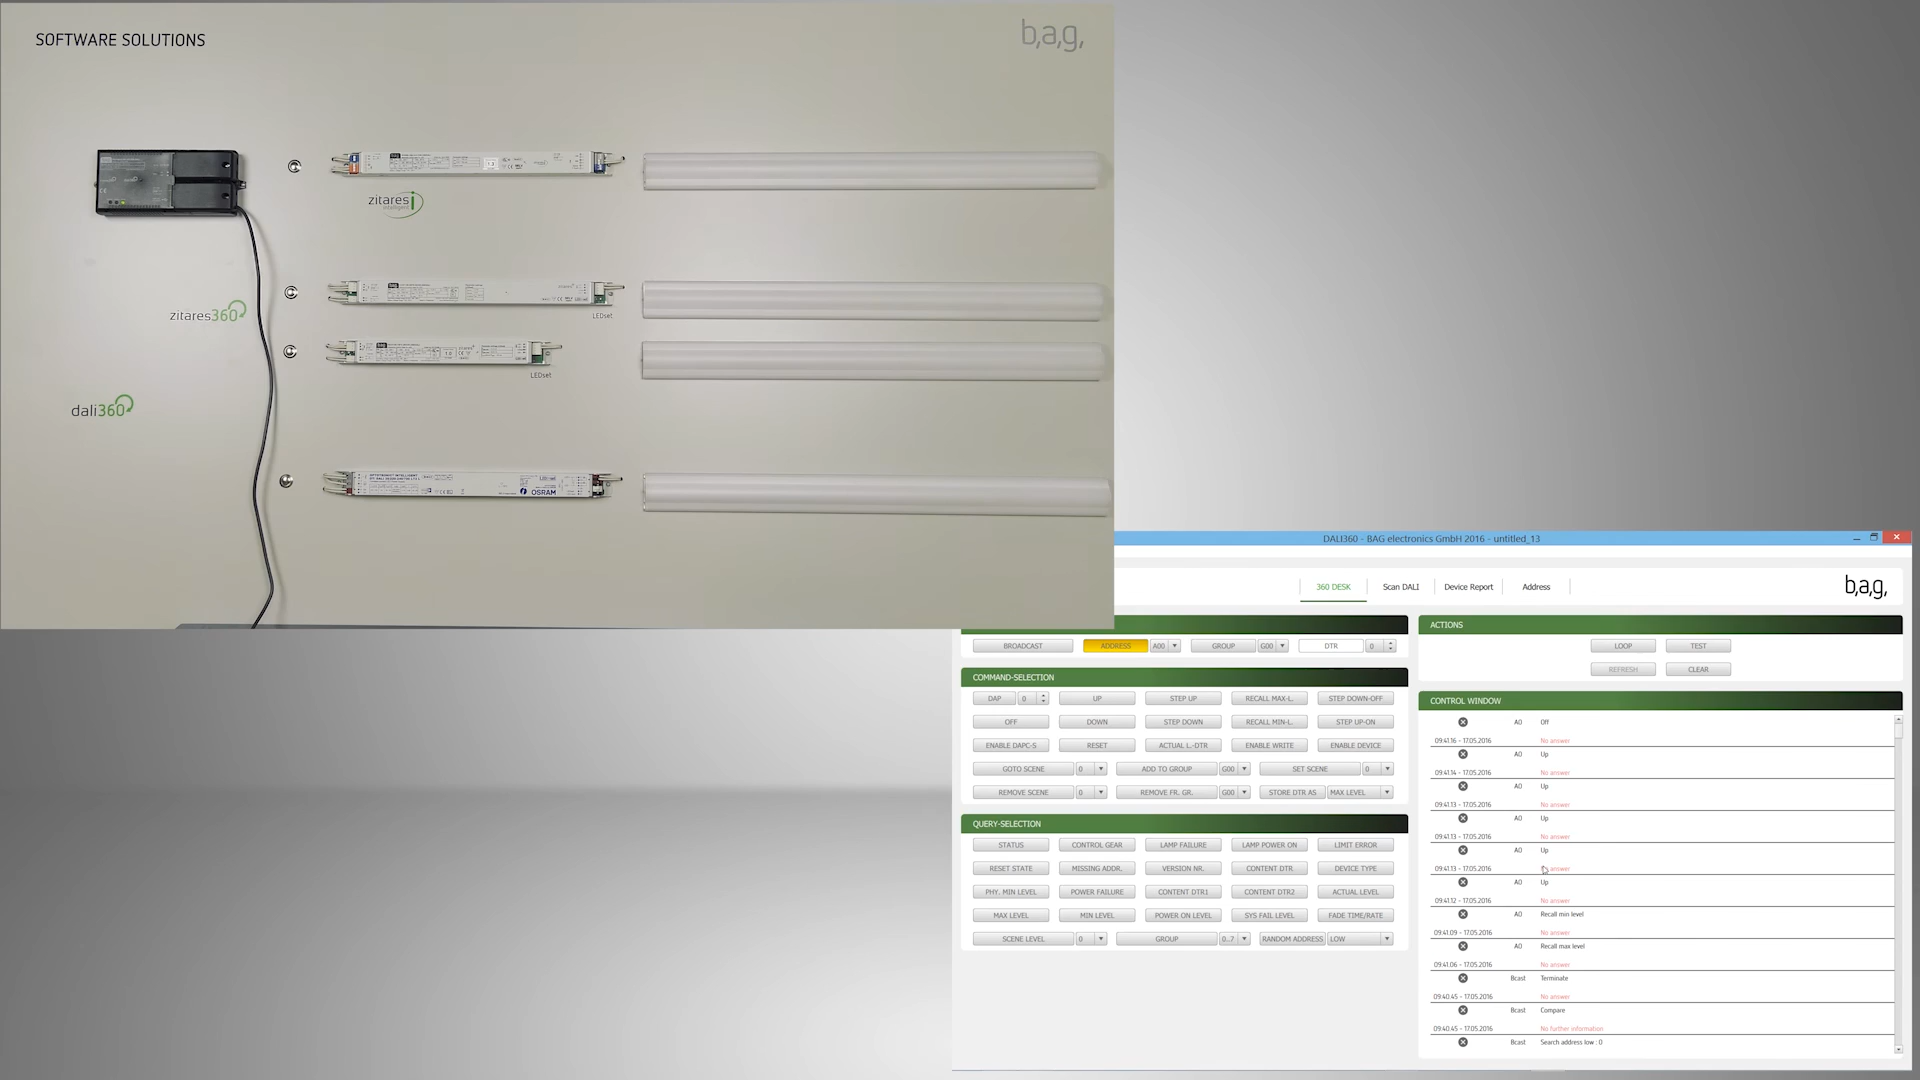 SOFTWARE SOLUTIONS
b,a,g,
bag
zitares i
intelligent
bag
LEDset
zitares360
bag
LEDset
dali360
OSRAM
DALI360 - BAG electronics GmbH 2016 - untitled_13
360 DESK Scan DALI Device Report Address
b,a,g,
BROADCAST ADDRESS A00 GROUP G00 DTR 0
COMMAND-SELECTION
DAP 0 UP STEP UP RECALL MAX-L. STEP DOWN-OFF
OFF DOWN STEP DOWN RECALL MIN-L. STEP UP-ON
ENABLE DAPC-S RESET ACTUAL L.-DTR ENABLE WRITE ENABLE DEVICE
GOTO SCENE 0 ADD TO GROUP G00 SET SCENE 0
REMOVE SCENE 0 REMOVE FR. GR. G00 STORE DTR AS MAX LEVEL
QUERY-SELECTION
STATUS CONTROL GEAR LAMP FAILURE LAMP POWER ON LIMIT ERROR
RESET STATE MISSING ADDR. VERSION NR. CONTENT DTR DEVICE TYPE
PHY. MIN LEVEL POWER FAILURE CONTENT DTR1 CONTENT DTR2 ACTUAL LEVEL
MAX LEVEL MIN LEVEL POWER ON LEVEL SYS FAIL LEVEL FADE TIME/RATE
SCENE LEVEL 0 GROUP 0..7 RANDOM ADDRESS LOW
ACTIONS
LOOP TEST
REFRESH CLEAR
CONTROL WINDOW
A0 Off
09:41:16 - 17.05.2016 No answer
A0 Up
09:41:14 - 17.05.2016 No answer
A0 Up
09:41:13 - 17.05.2016 No answer
A0 Up
09:41:13 - 17.05.2016 No answer
A0 Up
09:41:13 - 17.05.2016 answer
A0 Up
09:41:12 - 17.05.2016 No answer
A0 Recall min level
09:41:09 - 17.05.2016 No answer
A0 Recall max level
09:41:06 - 17.05.2016 No answer
Bcast Terminate
09:40:45 - 17.05.2016 No answer
Bcast Compare
09:40:45 - 17.05.2016 No further information
Bcast Search address low : 0